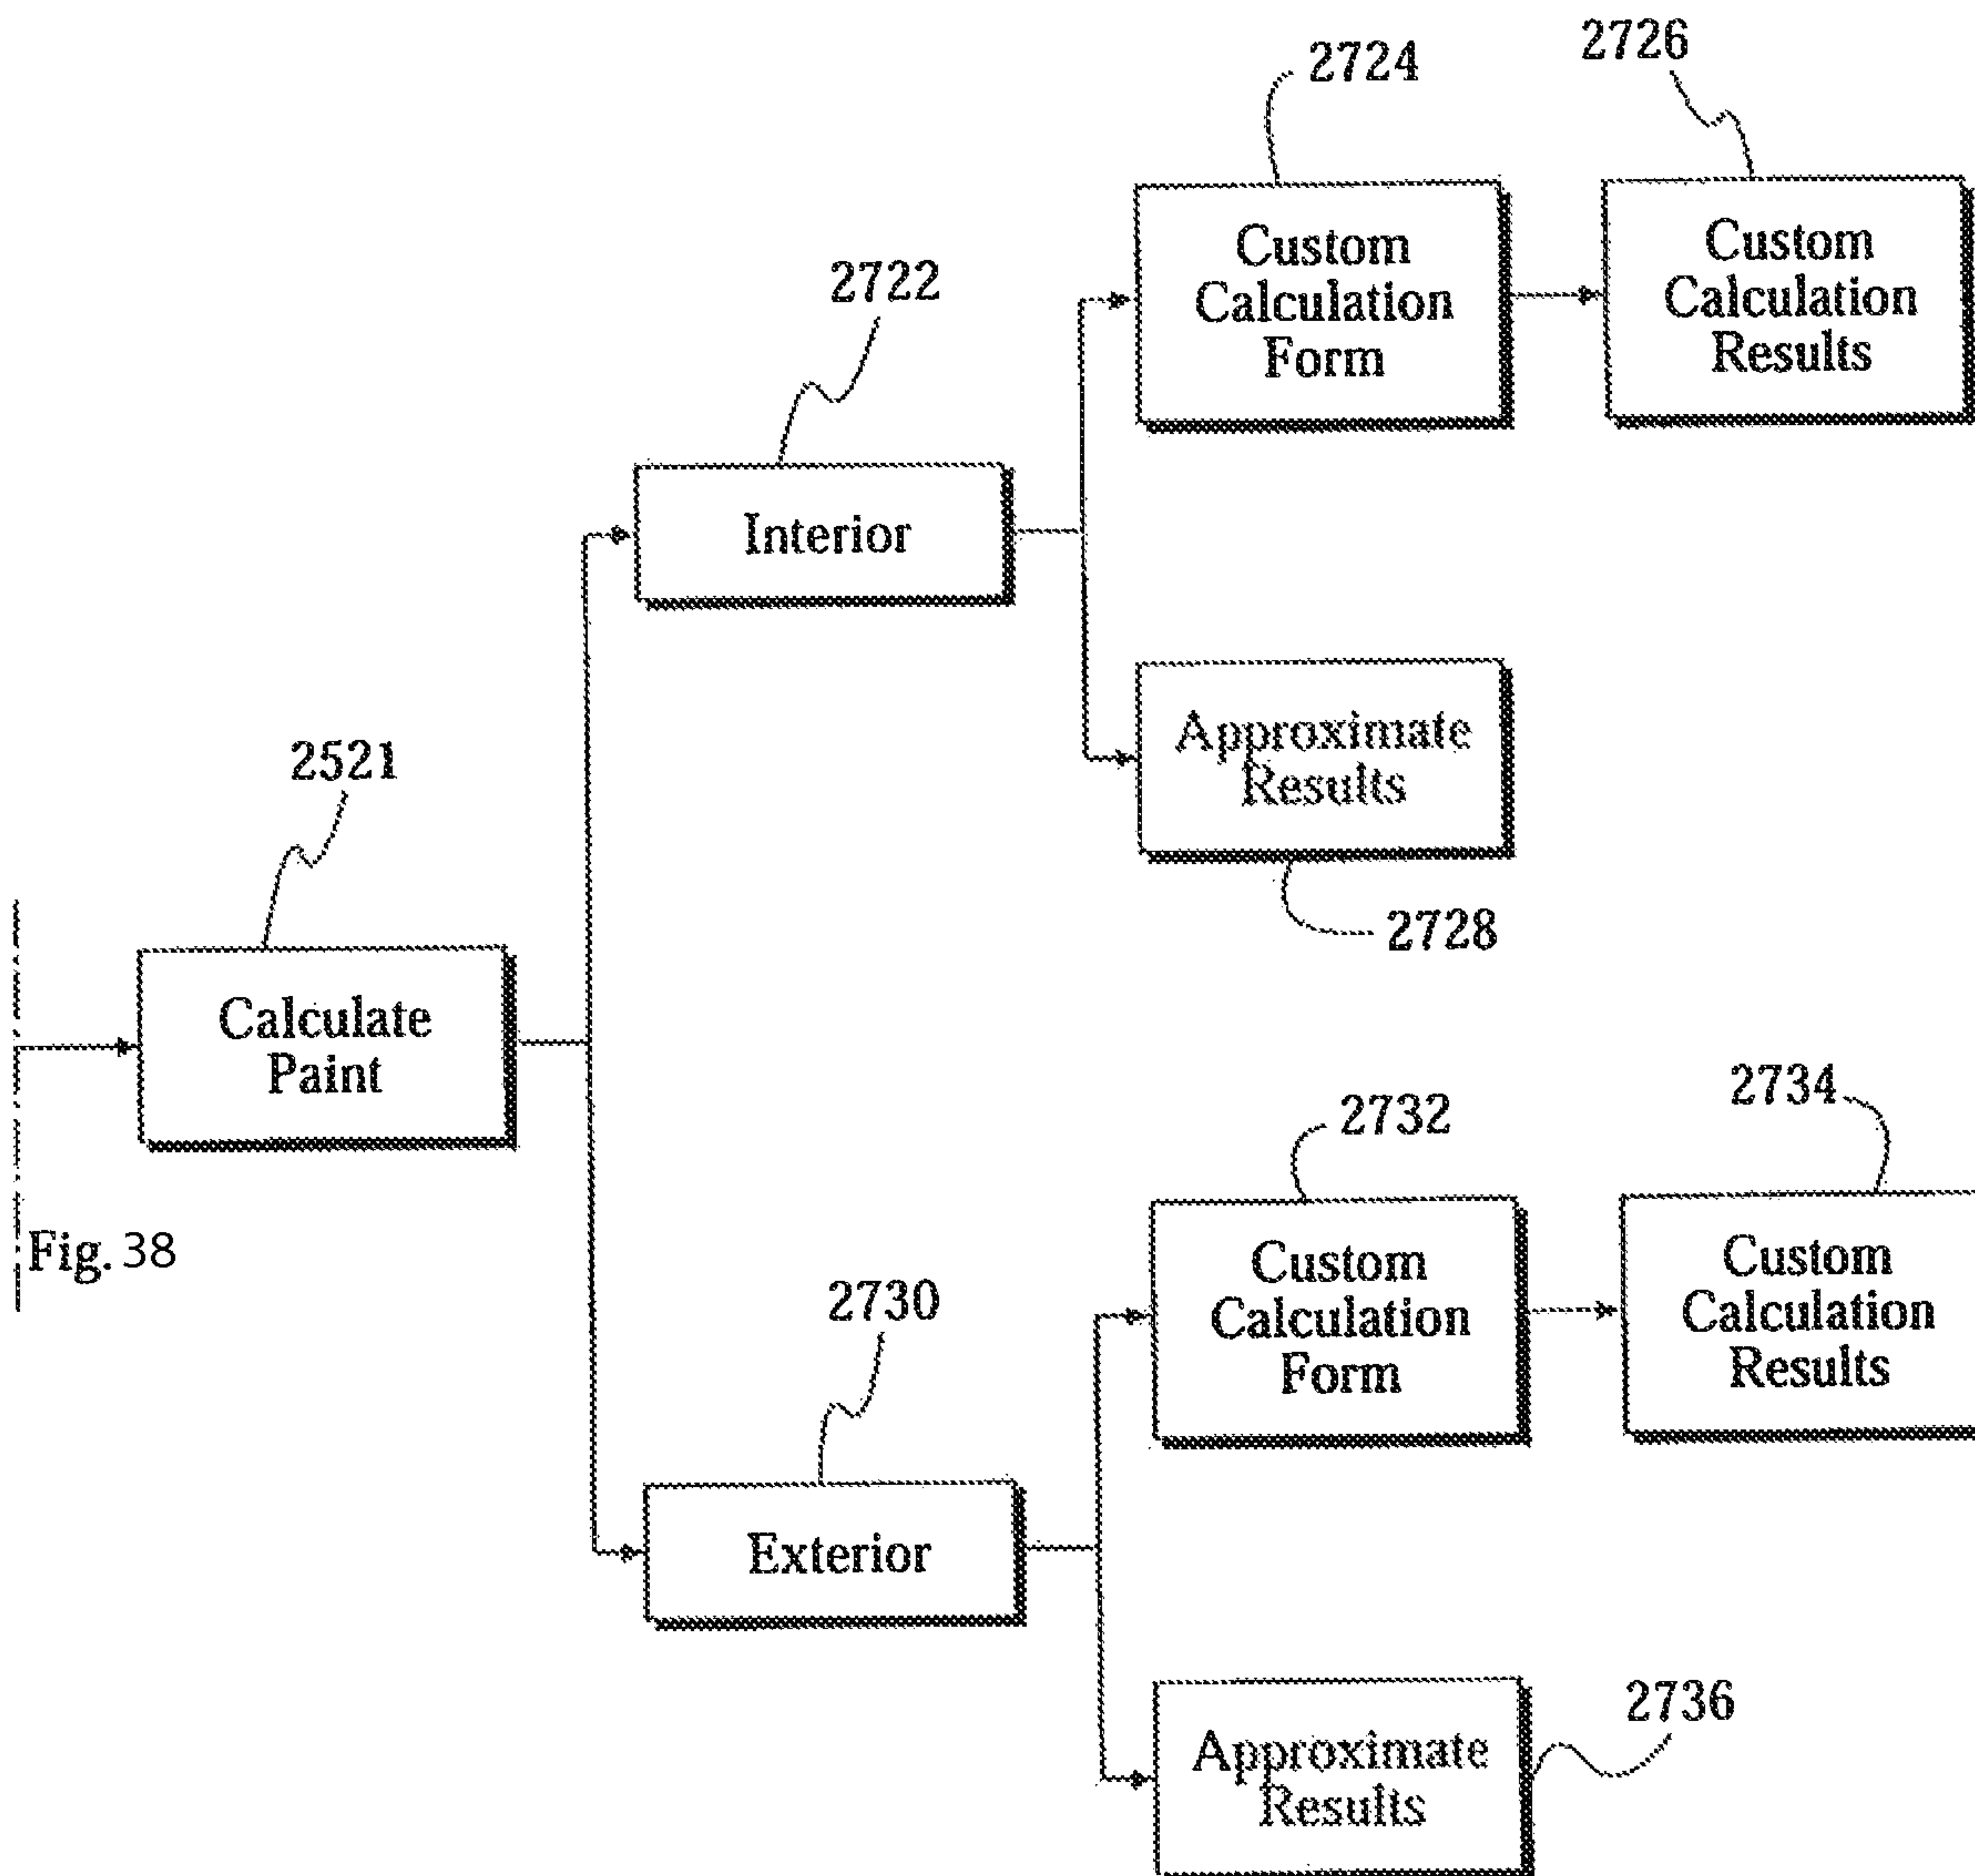 2726
2724
Custom
Calculation
Form
Custom
Calculation
Results
2722
Interior
Approximate
Results
2728
2521
Calculate
Paint
Fig. 38
2732
2734
Custom
Calculation
Form
Custom
Calculation
Results
2730
Exterior
Approximate
Results
2736